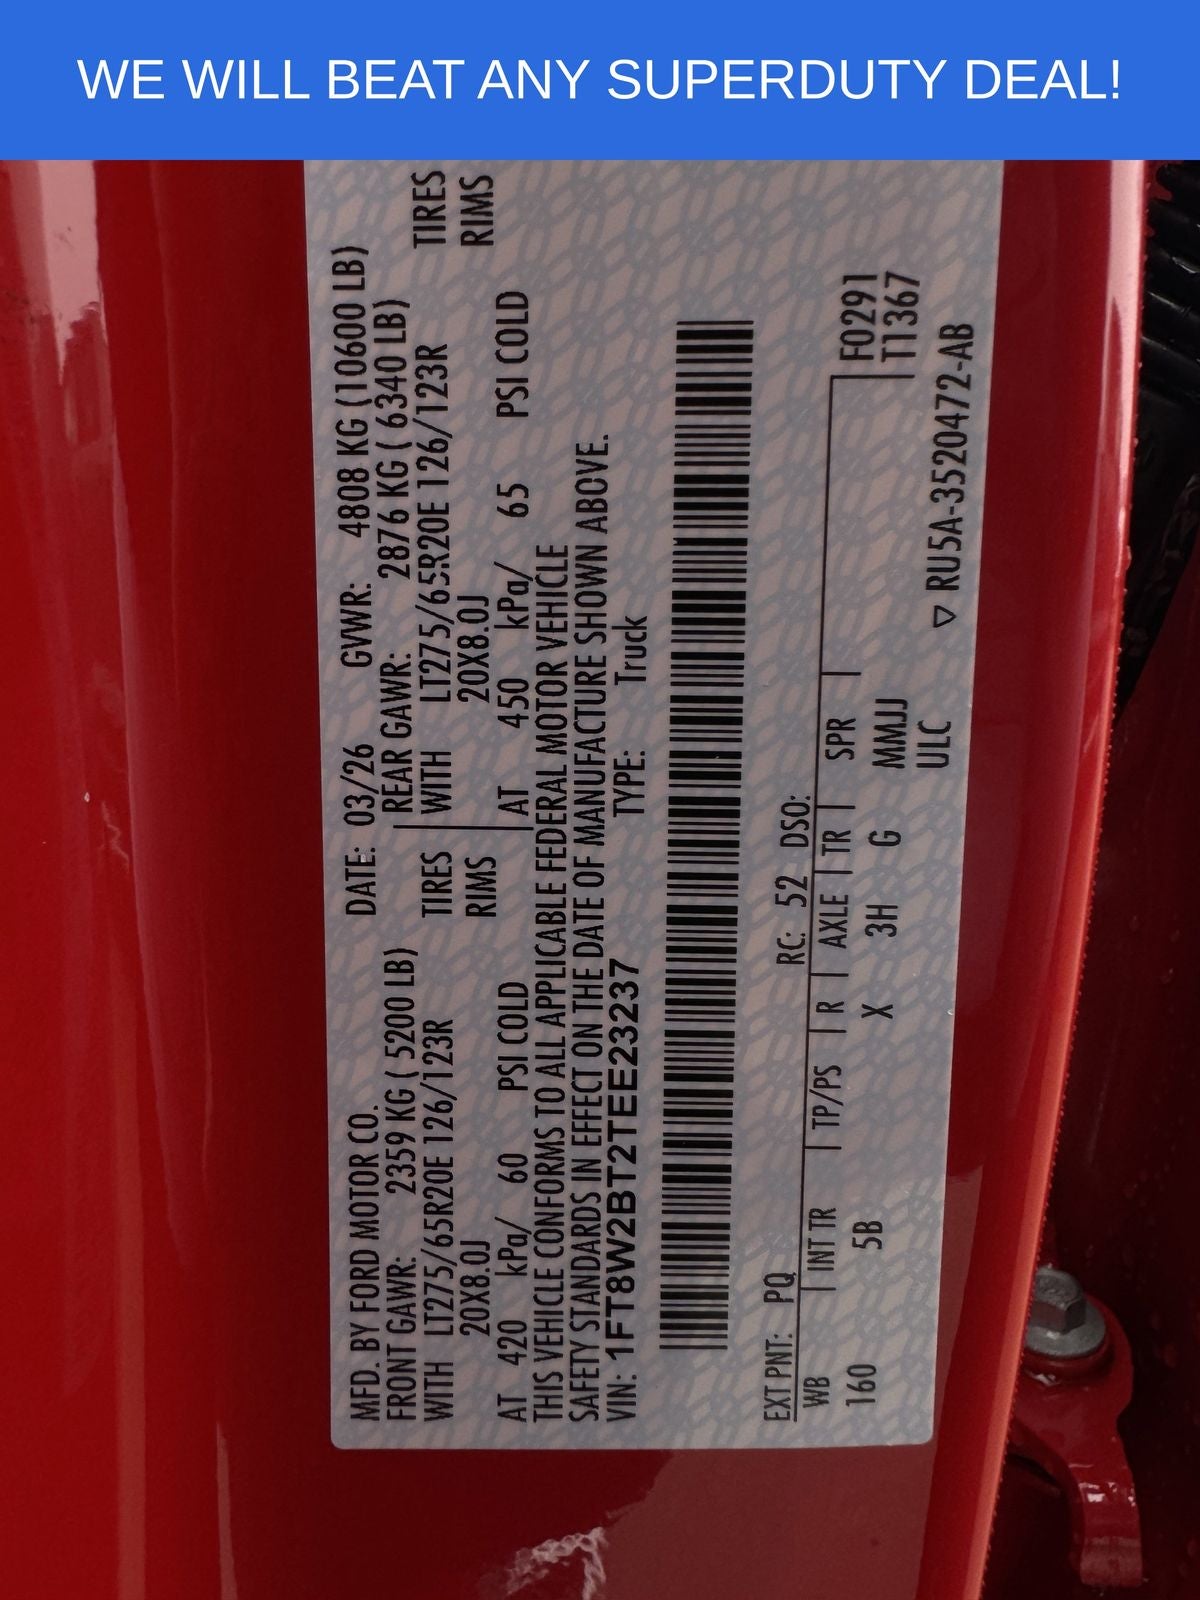 WE WILL BEAT ANY SUPERDUTY DEAL!
MFD. BY FORD MOTOR CO. DATE: 03/26 GVWR: 4808 KG (10600 LB)
FRONT GAWR: 2359 KG ( 5200 LB) REAR GAWR: 2876 KG ( 6340 LB)
WITH LT275/65R20E 126/123R TIRES WITH LT275/65R20E 126/123R TIRES
20X8.0J RIMS 20X8.0J RIMS
AT 420 kPa/ 60 PSI COLD AT 450 kPa/ 65 PSI COLD
THIS VEHICLE CONFORMS TO ALL APPLICABLE FEDERAL MOTOR VEHICLE
SAFETY STANDARDS IN EFFECT ON THE DATE OF MANUFACTURE SHOWN ABOVE.
VIN: 1FT8W2BT2TEE23237 TYPE: Truck
EXT PNT: PQ RC: 52 DSO:
WB INT TR TP/PS R AXLE TR SPR F0291
160 5B X 3H G MMJJ T1367
ULC
▽ RU5A-3520472-AB